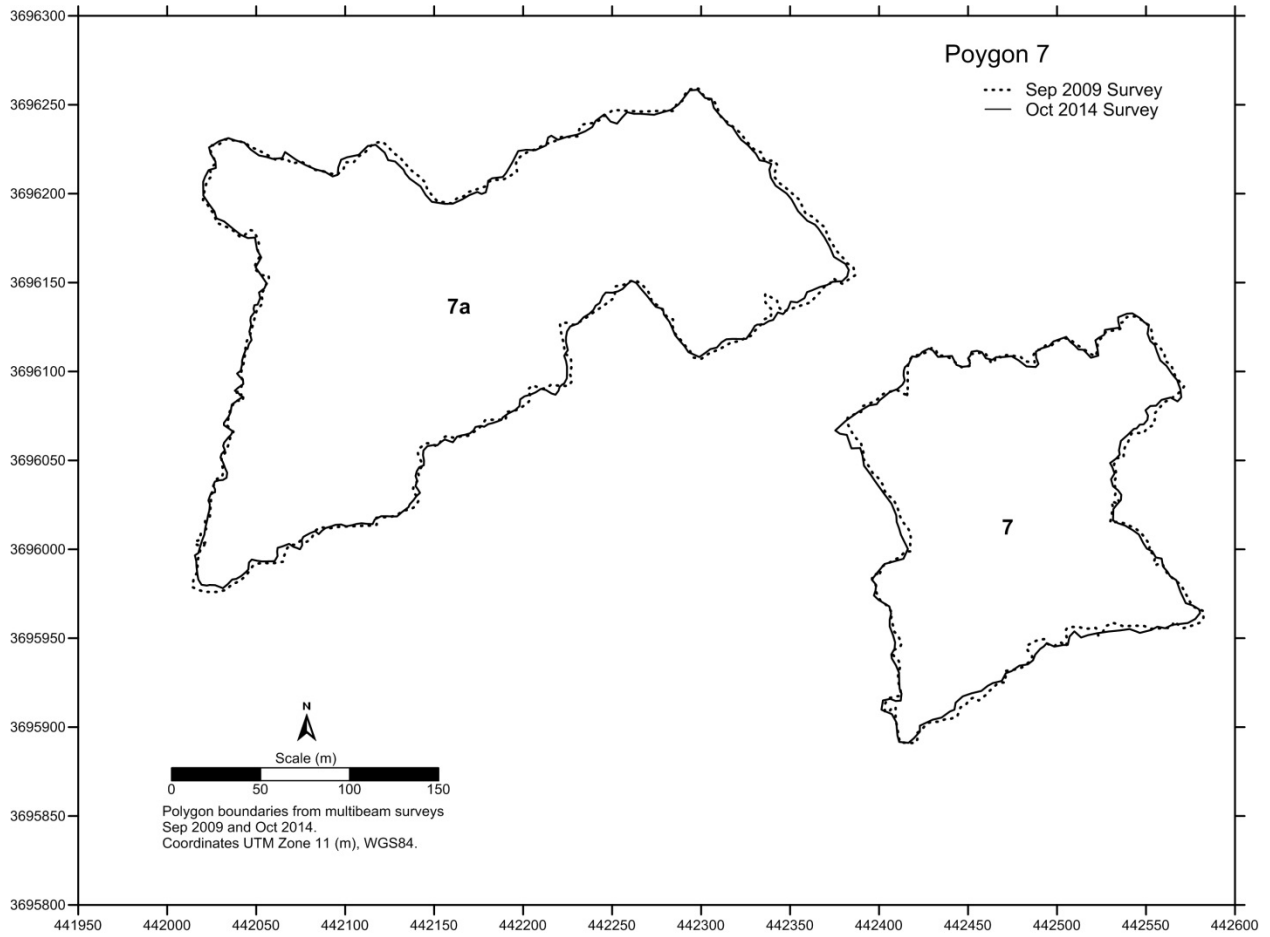 3696300
Poygon 7
Sep 2009 Survey
Oct 2014 Survey
3696250
3696200
3696150
7a
3696100
3696050
3696000
7
3695950
3695900
N
Scale (m)
0 50 100 150
Polygon boundaries from multibeam surveys
Sep 2009 and Oct 2014.
Coordinates UTM Zone 11 (m), WGS84.
3695850
3695800
441950 442000 442050 442100 442150 442200 442250 442300 442350 442400 442450 442500 442550 442600